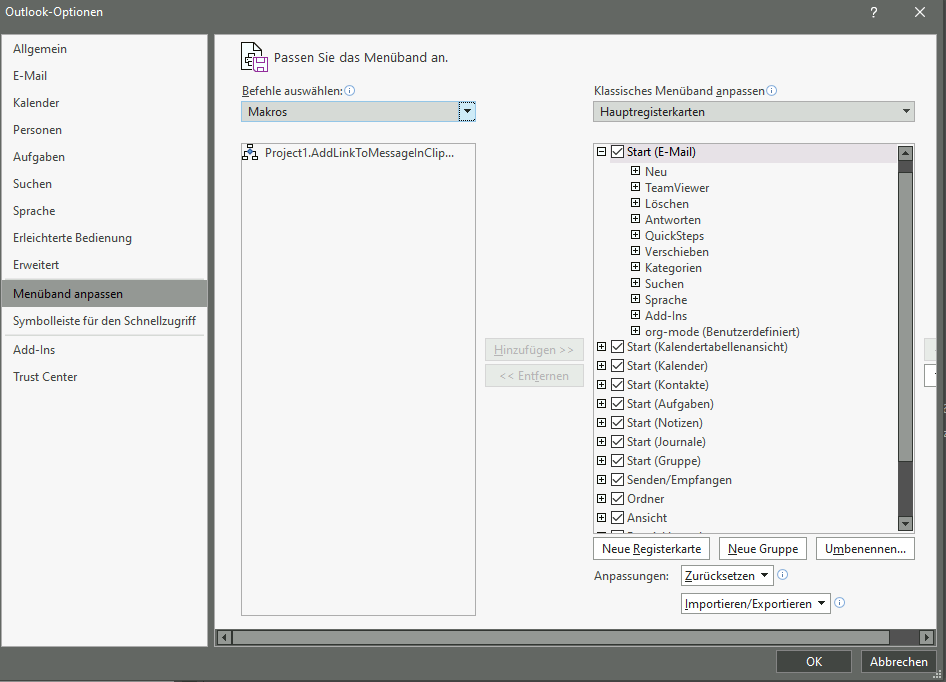 Outlook-Optionen
?
Allgemein
E-Mail
Kalender
Personen
Aufgaben
Suchen
Sprache
Erleichterte Bedienung
Erweitert
Menüband anpassen
Symbolleiste für den Schnellzugriff
Add-Ins
Trust Center
Passen Sie das Menüband an.
Befehle auswählen:
Makros
Project1.AddLinkToMessageInClip...
Hinzufügen >>
<< Entfernen
Klassisches Menüband anpassen
Hauptregisterkarten
Start (E-Mail)
Neu
TeamViewer
Löschen
Antworten
QuickSteps
Verschieben
Kategorien
Suchen
Sprache
Add-Ins
org-mode (Benutzerdefiniert)
Start (Kalendertabellenansicht)
Start (Kalender)
Start (Kontakte)
Start (Aufgaben)
Start (Notizen)
Start (Journale)
Start (Gruppe)
Senden/Empfangen
Ordner
Ansicht
Neue Registerkarte
Neue Gruppe
Umbenennen...
Anpassungen:
Zurücksetzen
Importieren/Exportieren
OK
Abbrechen